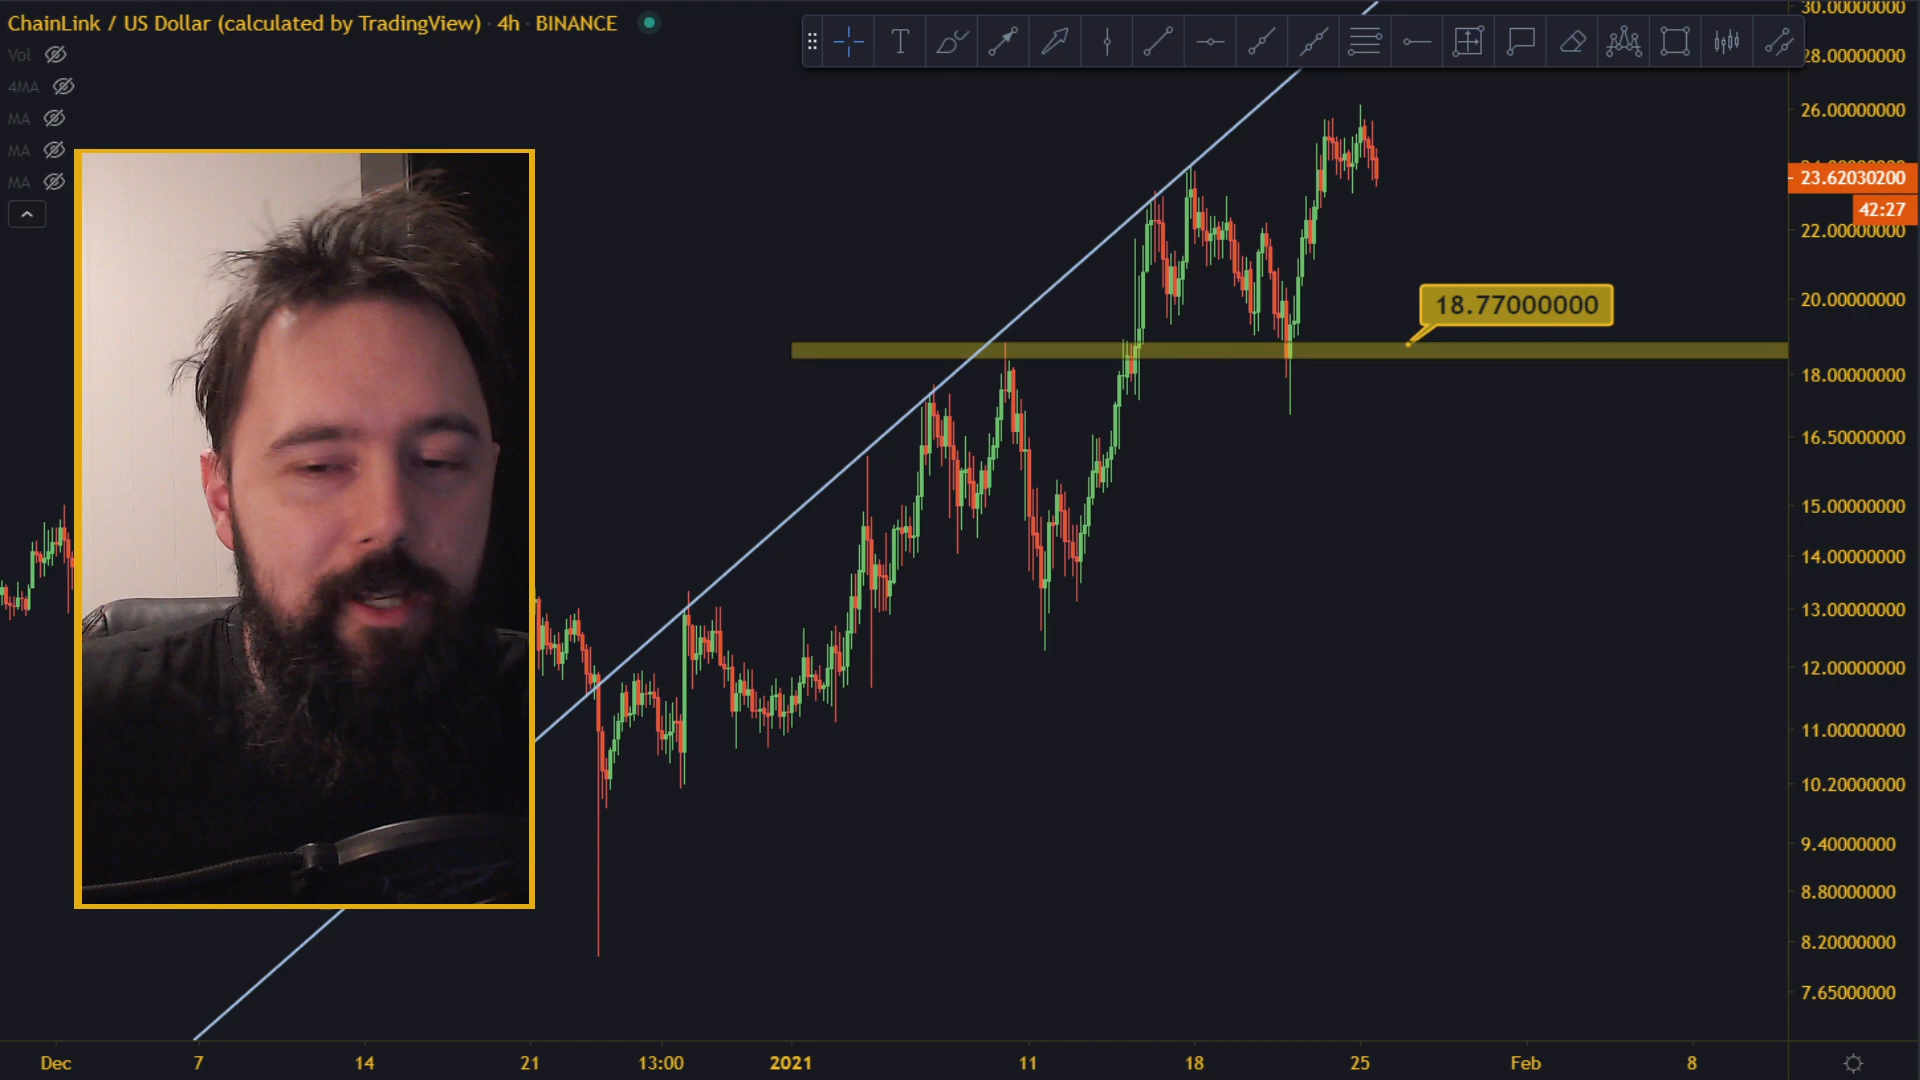 ChainLink / US Dollar (calculated by TradingView) · 4h · BINANCE
Vol
4MA
MA
MA
MA
T
30.00000000
28.00000000
26.00000000
23.62030200
42:27
22.00000000
20.00000000
18.77000000
18.00000000
16.50000000
15.00000000
14.00000000
13.00000000
12.00000000
11.00000000
10.20000000
9.40000000
8.80000000
8.20000000
7.65000000
Dec 7 14 21 13:00 2021 11 18 25 Feb 8